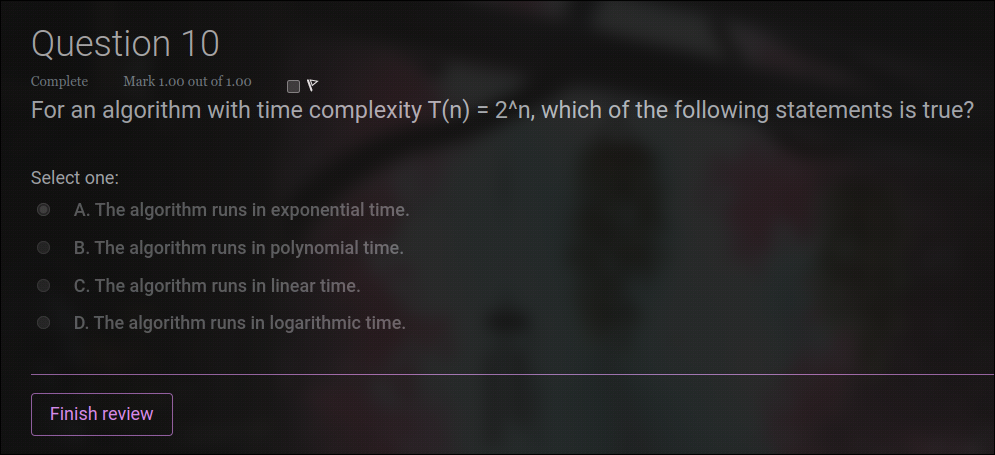 Question 10
Complete Mark 1.00 out of 1.00
For an algorithm with time complexity T(n) = 2^n, which of the following statements is true?
Select one:
A. The algorithm runs in exponential time.
B. The algorithm runs in polynomial time.
C. The algorithm runs in linear time.
D. The algorithm runs in logarithmic time.
Finish review